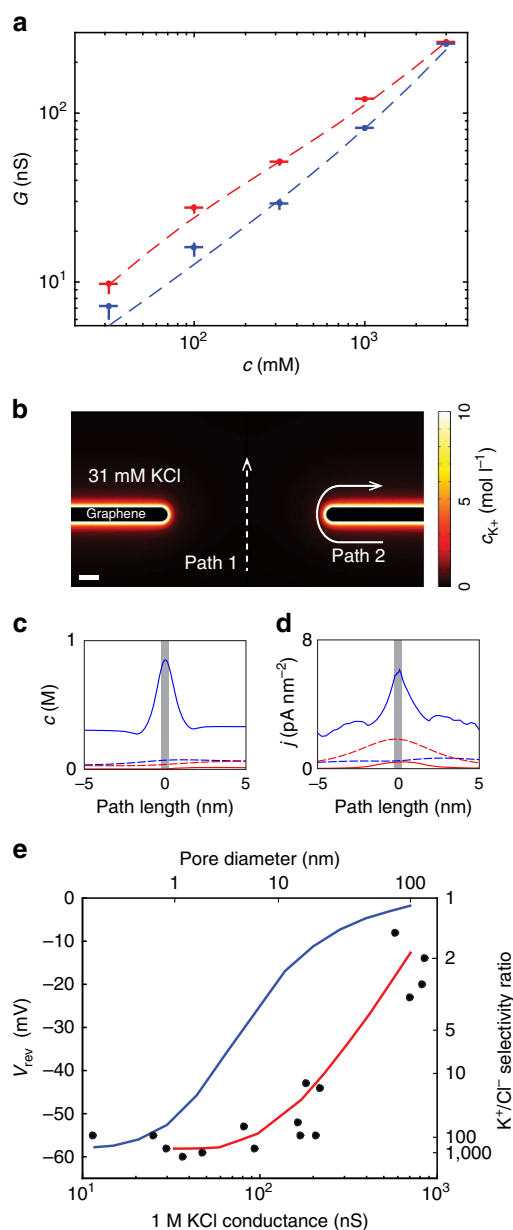 a
G (nS)
10²
10¹
10²
10³
c (mM)
b
31 mM KCl
Graphene
Path 1
Path 2
10
5
0
cK+ (mol l⁻¹)
c
1
c (M)
0
−5
0
5
Path length (nm)
d
8
j (pA nm⁻²)
0
−5
0
5
Path length (nm)
e
Pore diameter (nm)
1
10
100
0
−10
−20
−30
−40
−50
−60
Vrev (mV)
1
2
5
10
100
1,000
K⁺/Cl⁻ selectivity ratio
10¹
10²
10³
1 M KCl conductance (nS)